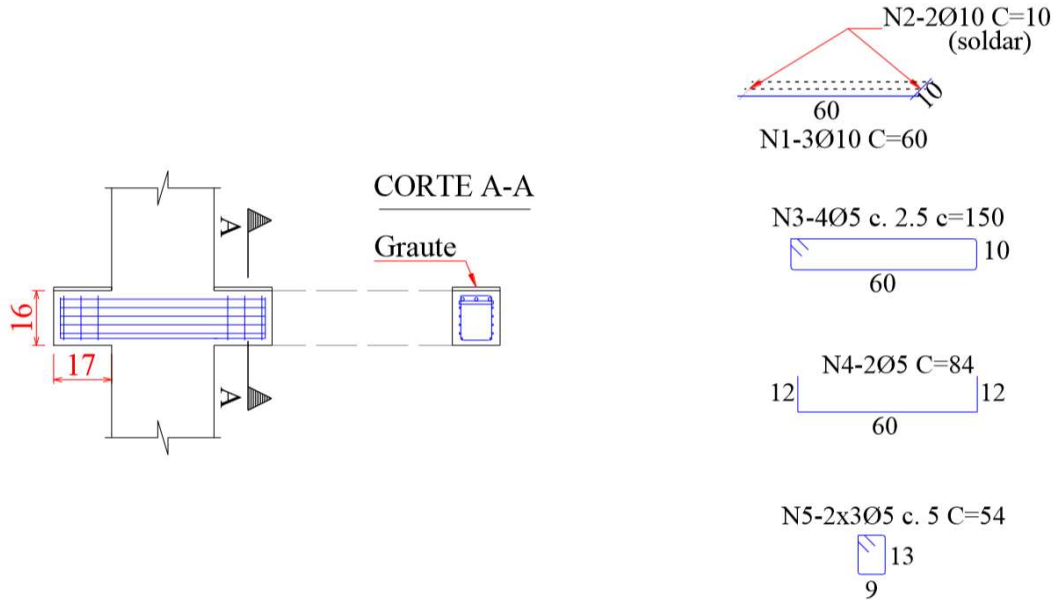 N2-2Ø10 C=10
(soldar)
10
60
N1-3Ø10 C=60
CORTE A-A
Graute
A
A
16
17
N3-4Ø5 c. 2.5 c=150
10
60
N4-2Ø5 C=84
12
12
60
N5-2x3Ø5 c. 5 C=54
13
9